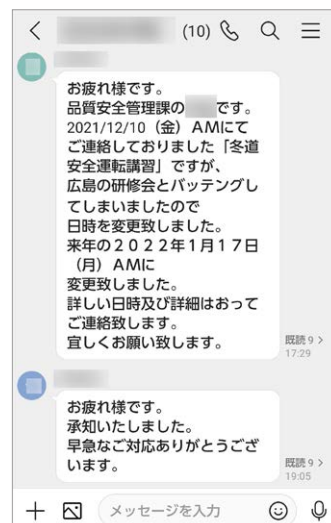 (10)
お疲れ様です。
品質安全管理課の です。
2021/12/10（金）AMにて
ご連絡しておりました「冬道
安全運転講習」ですが、
広島の研修会とバッテングし
てしまいましたので
日時を変更致しました。
来年の２０２２年１月１７日
（月）AMに
変更致しました。
詳しい日時及び詳細はおって
ご連絡致します。
宜しくお願い致します。
既読 9 >
17:29
お疲れ様です。
承知いたしました。
早急なご対応ありがとうござ
います。
既読 9 >
19:05
メッセージを入力